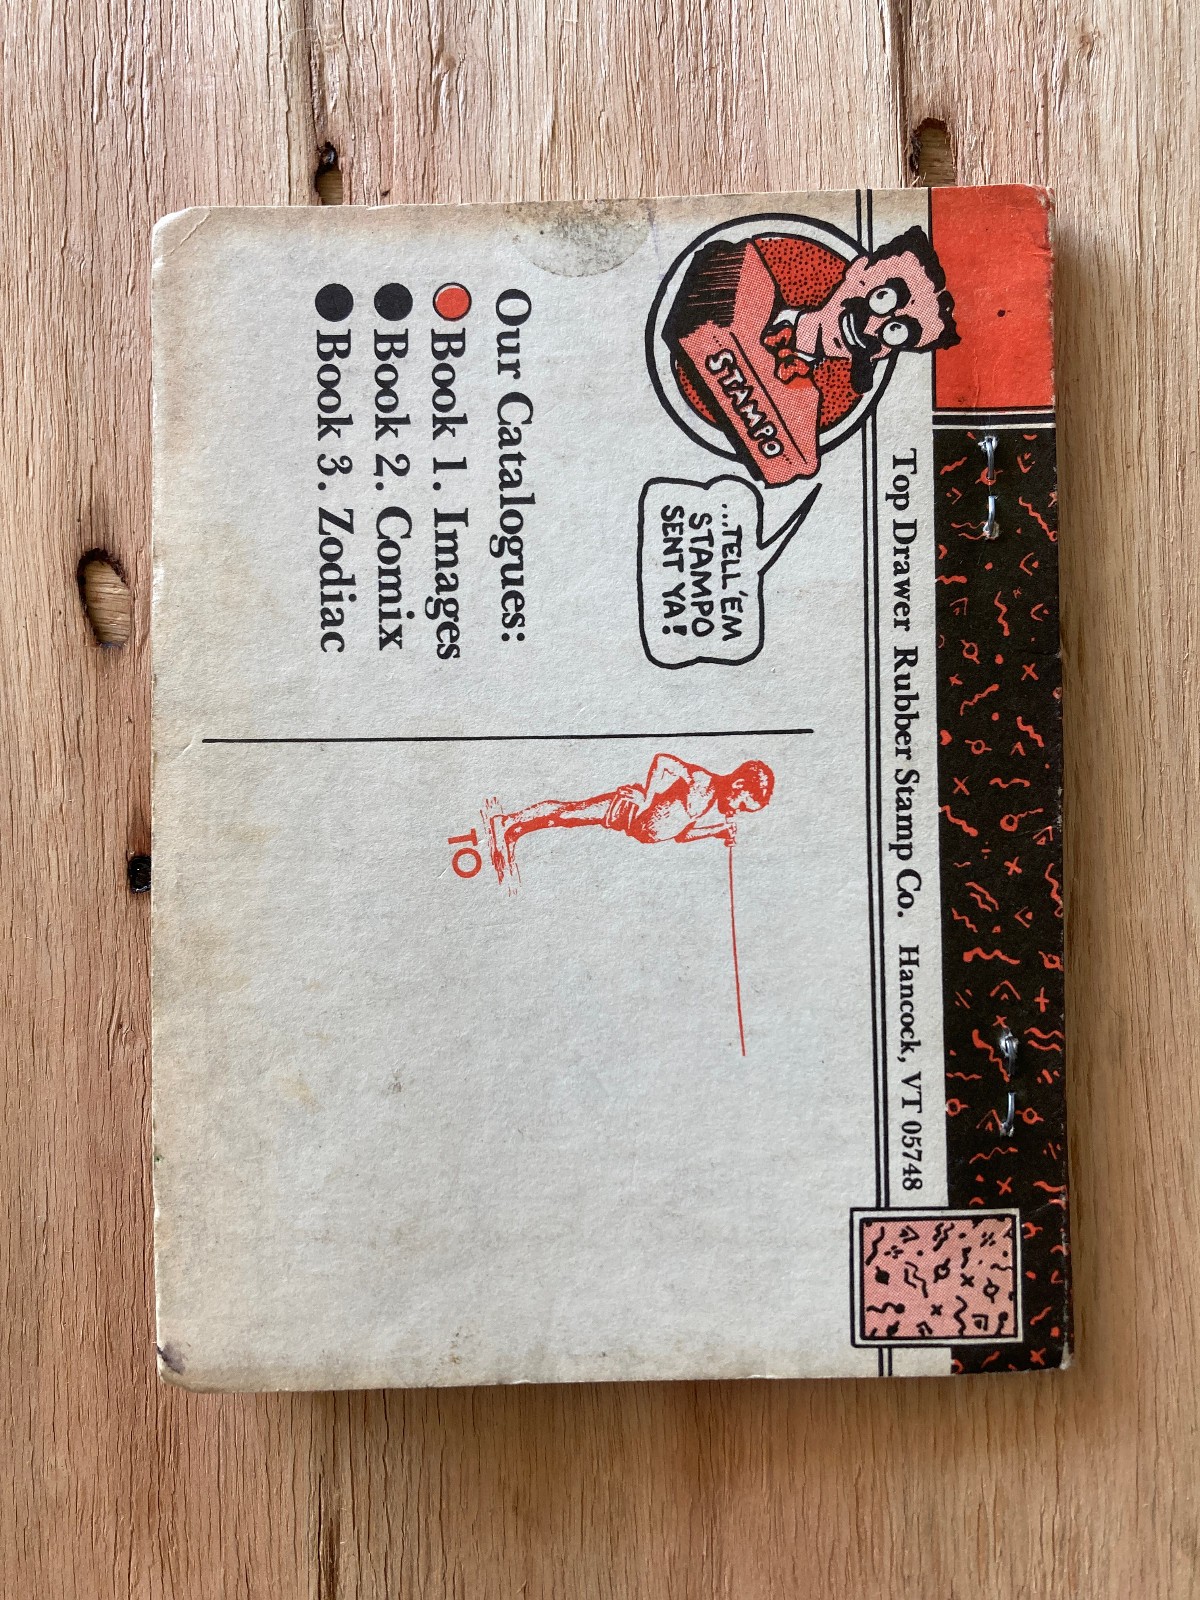 Top Drawer Rubber Stamp Co. Hancock, VT 05748
STAMPO
...TELL 'EM
STAMPO
SENT YA!
Our Catalogues:
Book 1. Images
Book 2. Comix
Book 3. Zodiac
TO